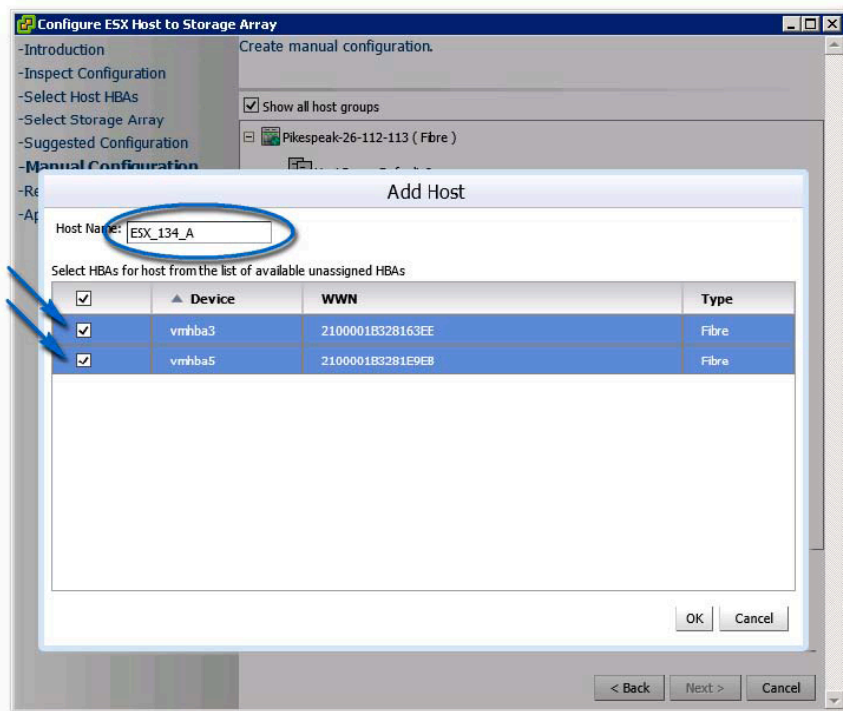 Configure ESX Host to Storage Array
-Introduction
-Inspect Configuration
-Select Host HBAs
-Select Storage Array
-Suggested Configuration
-Manual Configuration
-Re
-Ap
Create manual configuration.
Show all host groups
Pikespeak-26-112-113 ( Fibre )
Add Host
Host Name: ESX_134_A
Select HBAs for host from the list of available unassigned HBAs
Device WWN Type
vmhba3 2100001B328163EE Fibre
vmhba5 2100001B3281E9EB Fibre
OK Cancel
< Back Next > Cancel